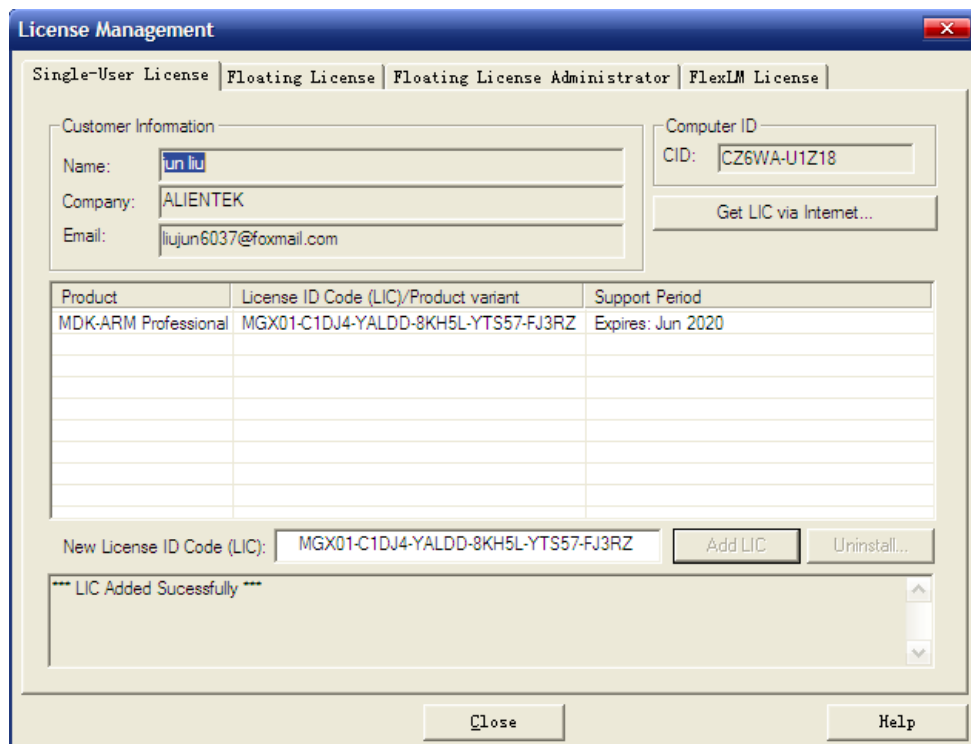 License Management
Single-User License Floating License Floating License Administrator FlexLM License
Customer Information
Name: jun liu
Company: ALIENTEK
Email: liujun6037@foxmail.com
Computer ID
CID: CZ6WA-U1Z18
Get LIC via Internet...
Product License ID Code (LIC)/Product variant Support Period
MDK-ARM Professional MGX01-C1DJ4-YALDD-8KH5L-YTS57-FJ3RZ Expires: Jun 2020
New License ID Code (LIC): MGX01-C1DJ4-YALDD-8KH5L-YTS57-FJ3RZ Add LIC Uninstall...
*** LIC Added Sucessfully ***
Close Help